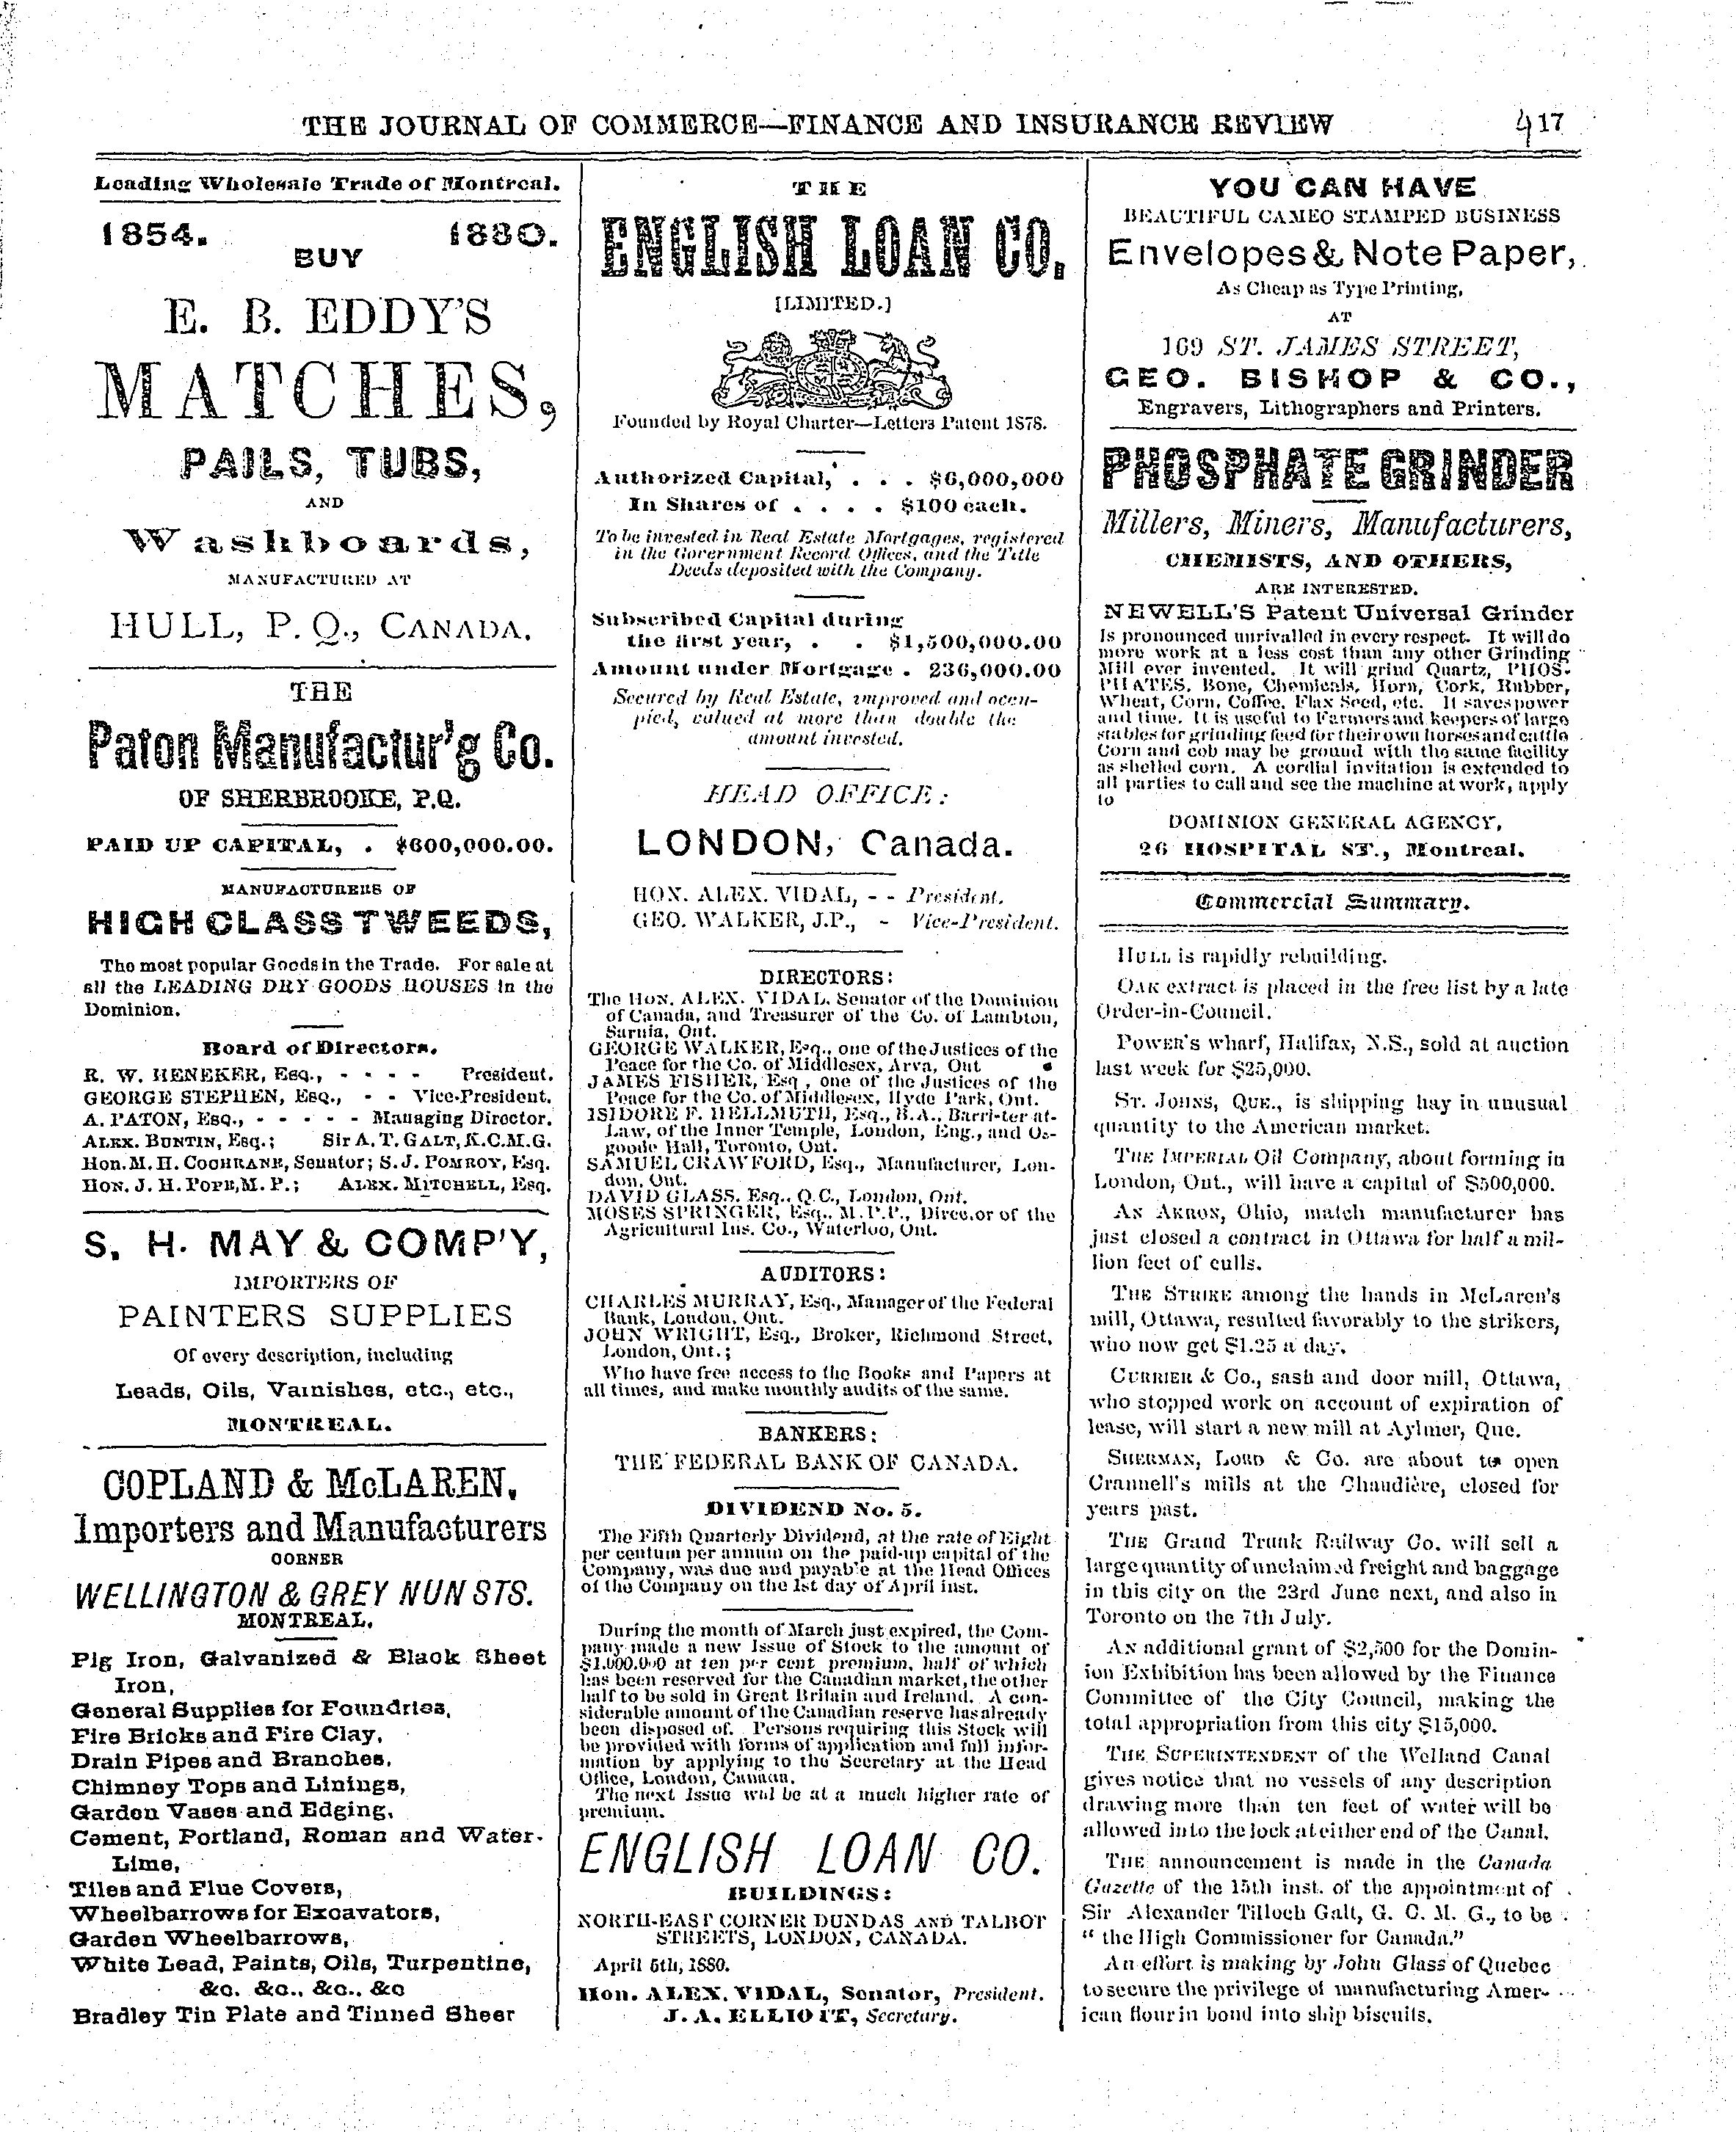 THE JOURNAL OF COMMERCE—FINANCE AND INSURANCE REVIEW 417
Leading Wholesale Trade of Montreal.
1854. 1880.
BUY
E. B. EDDY'S
MATCHES,
PAILS, TUBS,
AND
Washboards,
MANUFACTURED AT
HULL, P. Q., CANADA.
THE
Paton Manufactur'g Co.
OF SHERBROOKE, P.Q.
PAID UP CAPITAL, . $600,000.00.
MANUFACTURERS OF
HIGH CLASS TWEEDS,
The most popular Goods in the Trade. For sale at
all the LEADING DRY GOODS HOUSES in the
Dominion.
Board of Directors.
R. W. HENEKER, Esq., - - - - President.
GEORGE STEPHEN, Esq., - - Vice-President.
A. PATON, Esq., - - - - - Managing Director.
ALEX. BUNTIN, Esq.; Sir A. T. GALT, K.C.M.G.
Hon. M. H. COCHRANE, Senator; S. J. POMROY, Esq.
HON. J. H. POPE, M. P.; ALEX. MITCHELL, Esq.
S. H. MAY & COMP'Y,
IMPORTERS OF
PAINTERS SUPPLIES
Of every description, including
Leads, Oils, Varnishes, etc., etc.,
MONTREAL.
COPLAND & McLAREN,
Importers and Manufacturers
CORNER
WELLINGTON & GREY NUN STS.
MONTREAL,
Pig Iron, Galvanized & Black Sheet
Iron,
General Supplies for Foundries,
Fire Bricks and Fire Clay,
Drain Pipes and Branches,
Chimney Tops and Linings,
Garden Vases and Edging,
Cement, Portland, Roman and Water-
Lime,
Tiles and Flue Covers,
Wheelbarrows for Excavators,
Garden Wheelbarrows,
White Lead, Paints, Oils, Turpentine,
&c. &c., &c., &c
Bradley Tin Plate and Tinned Sheer
THE
ENGLISH LOAN CO.
[LIMITED.]
Founded by Royal Charter—Letters Patent 1878.
Authorized Capital, . . . $6,000,000
In Shares of . . . . $100 each.
To be invested in Real Estate Mortgages, registered
in the Government Record Offices, and the Title
Deeds deposited with the Company.
Subscribed Capital during
the first year, . . $1,500,000.00
Amount under Mortgage . 236,000.00
Secured by Real Estate, improved and occu-
pied, valued at more than double the
amount invested.
HEAD OFFICE:
LONDON, Canada.
HON. ALEX. VIDAL, - - President.
GEO. WALKER, J.P., - Vice-President.
DIRECTORS:
The Hon. ALEX. VIDAL, Senator of the Dominion
of Canada, and Treasurer of the Co. of Lambton,
Sarnia, Ont.
GEORGE WALKER, Esq., one of the Justices of the
Peace for the Co. of Middlesex, Arva, Ont
JAMES FISHER, Esq , one of the Justices of the
Peace for the Co. of Middlesex, Hyde Park, Ont.
ISIDORE F. HELLMUTH, Esq., B.A., Barrister-at-
Law, of the Inner Temple, London, Eng., and Os-
goode Hall, Toronto, Ont.
SAMUEL CRAWFORD, Esq., Manufacturer, Lon-
don, Ont.
DAVID GLASS, Esq., Q.C., London, Ont.
MOSES SPRINGER, Esq., M.P.P., Director of the
Agricultural Ins. Co., Waterloo, Ont.
AUDITORS:
CHARLES MURRAY, Esq., Manager of the Federal
Bank, London, Ont.
JOHN WRIGHT, Esq., Broker, Richmond Street,
London, Ont.;
Who have free access to the Books and Papers at
all times, and make monthly audits of the same.
BANKERS:
THE FEDERAL BANK OF CANADA.
DIVIDEND No. 5.
The Fifth Quarterly Dividend, at the rate of Eight
per centum per annum on the paid-up capital of the
Company, was due and payable at the Head Offices
of the Company on the 1st day of April inst.
During the month of March just expired, the Com-
pany made a new Issue of Stock to the amount of
$1,000,000 at ten per cent premium, half of which
has been reserved for the Canadian market, the other
half to be sold in Great Britain and Ireland. A con-
siderable amount of the Canadian reserve has already
been disposed of. Persons requiring this Stock will
be provided with forms of application and full infor-
mation by applying to the Secretary at the Head
Office, London, Canada.
The next Issue will be at a much higher rate of
premium.
ENGLISH LOAN CO.
BUILDINGS:
NORTH-EAST CORNER DUNDAS AND TALBOT
STREETS, LONDON, CANADA.
April 5th, 1880.
Hon. ALEX. VIDAL, Senator, President.
J. A. ELLIOTT, Secretary.
YOU CAN HAVE
BEAUTIFUL CAMEO STAMPED BUSINESS
Envelopes & Note Paper,
As Cheap as Type Printing,
AT
169 ST. JAMES STREET,
GEO. BISHOP & CO.,
Engravers, Lithographers and Printers.
PHOSPHATE GRINDER
Millers, Miners, Manufacturers,
CHEMISTS, AND OTHERS,
ARE INTERESTED.
NEWELL'S Patent Universal Grinder
Is pronounced unrivalled in every respect. It will do
more work at a less cost than any other Grinding
Mill ever invented. It will grind Quartz, PHOS-
PHATES, Bone, Chemicals, Horn, Cork, Rubber,
Wheat, Corn, Coffee, Flax Seed, etc. It saves power
and time. It is useful to Farmers and keepers of large
stables for grinding feed for their own horses and cattle
Corn and cob may be ground with the same facility
as shelled corn. A cordial invitation is extended to
all parties to call and see the machine at work, apply
to
DOMINION GENERAL AGENCY,
26 HOSPITAL ST., Montreal.
Commercial Summary.
HULL is rapidly rebuilding.
OAK extract is placed in the free list by a late
Order-in-Council.
POWER'S wharf, Halifax, N.S., sold at auction
last week for $25,000.
ST. JOHNS, QUE., is shipping hay in unusual
quantity to the American market.
THE IMPERIAL Oil Company, about forming in
London, Ont., will have a capital of $500,000.
AN AKRON, Ohio, match manufacturer has
just closed a contract in Ottawa for half a mil-
lion feet of culls.
THE STRIKE among the hands in McLaren's
mill, Ottawa, resulted favorably to the strikers,
who now get $1.25 a day.
CURRIER & Co., sash and door mill, Ottawa,
who stopped work on account of expiration of
lease, will start a new mill at Aylmer, Que.
SHERMAN, LORD & Co. are about to open
Crannell's mills at the Chaudière, closed for
years past.
THE Grand Trunk Railway Co. will sell a
large quantity of unclaimed freight and baggage
in this city on the 23rd June next, and also in
Toronto on the 7th July.
AN additional grant of $2,500 for the Domin-
ion Exhibition has been allowed by the Finance
Committee of the City Council, making the
total appropriation from this city $15,000.
THE SUPERINTENDENT of the Welland Canal
gives notice that no vessels of any description
drawing more than ten feet of water will be
allowed into the lock at either end of the Canal.
THE announcement is made in the Canada
Gazette of the 15th inst. of the appointment of
Sir Alexander Tilloch Galt, G. C. M. G., to be
" the High Commissioner for Canada."
An effort is making by John Glass of Quebec
to secure the privilege of manufacturing Amer-
ican flour in bond into ship biscuits.